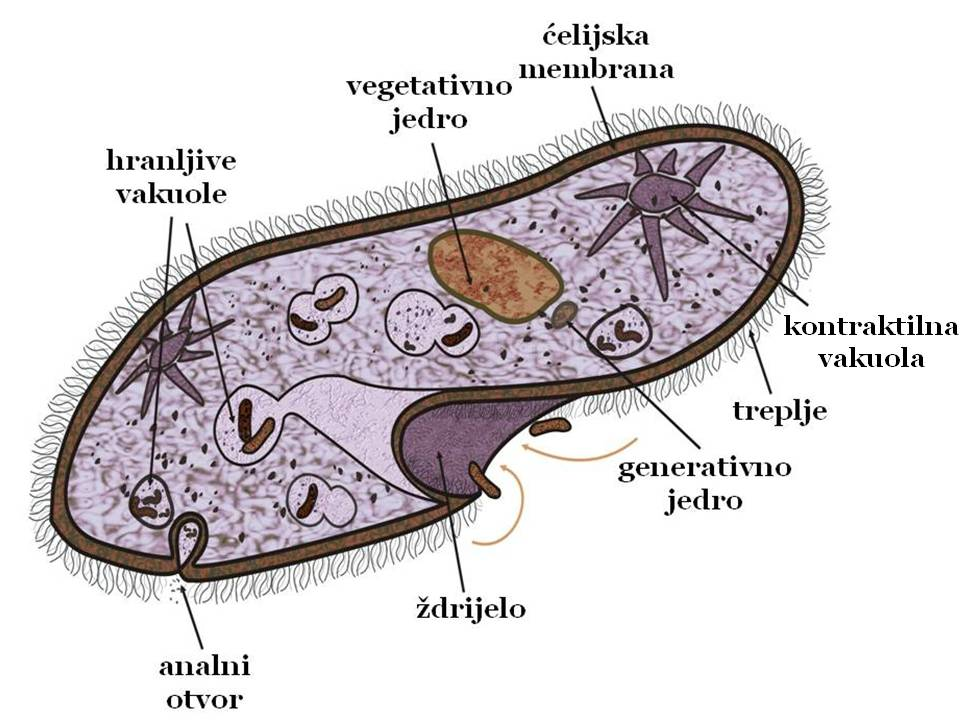 ćelijska
membrana
vegetativno
jedro
hranljive
vakuole
kontraktilna
vakuola
treplje
generativno
jedro
ždrijelo
analni
otvor